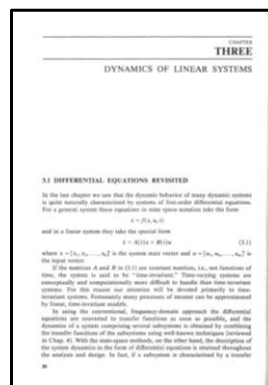 CHAPTER
THREE
DYNAMICS OF LINEAR SYSTEMS
3.1 DIFFERENTIAL EQUATIONS REVISITED
In the last chapter we saw that the dynamic behavior of many dynamic systems
is quite naturally characterized by systems of first-order differential equations.
For a general system these equations in state space notation take the form
ẋ = f(x, u, t)
and in a linear system they take the special form
ẋ = A(t)x + B(t)u (3.1)
where x = [x₁, x₂, . . . , xₙ]′ is the system state vector and u = [u₁, u₂, . . . , uₘ]′ is
the input vector.
If the matrices A and B in (3.1) are constant matrices, i.e., not functions of
time, the system is said to be "time-invariant." Time-varying systems are
conceptually and computationally more difficult to handle than time-invariant
systems. For this reason our attention will be devoted primarily to time-
invariant systems. Fortunately many processes of interest can be approximated
by linear, time-invariant models.
In using the conventional, frequency-domain approach the differential
equations are converted to transfer functions as soon as possible, and the
dynamics of a system comprising several subsystems is obtained by combining
the transfer functions of the subsystems using well-known techniques (reviewed
in Chap. 4). With the state-space methods, on the other hand, the description of
the system dynamics in the form of differential equations is retained throughout
the analysis and design. In fact, if a subsystem is characterized by a transfer